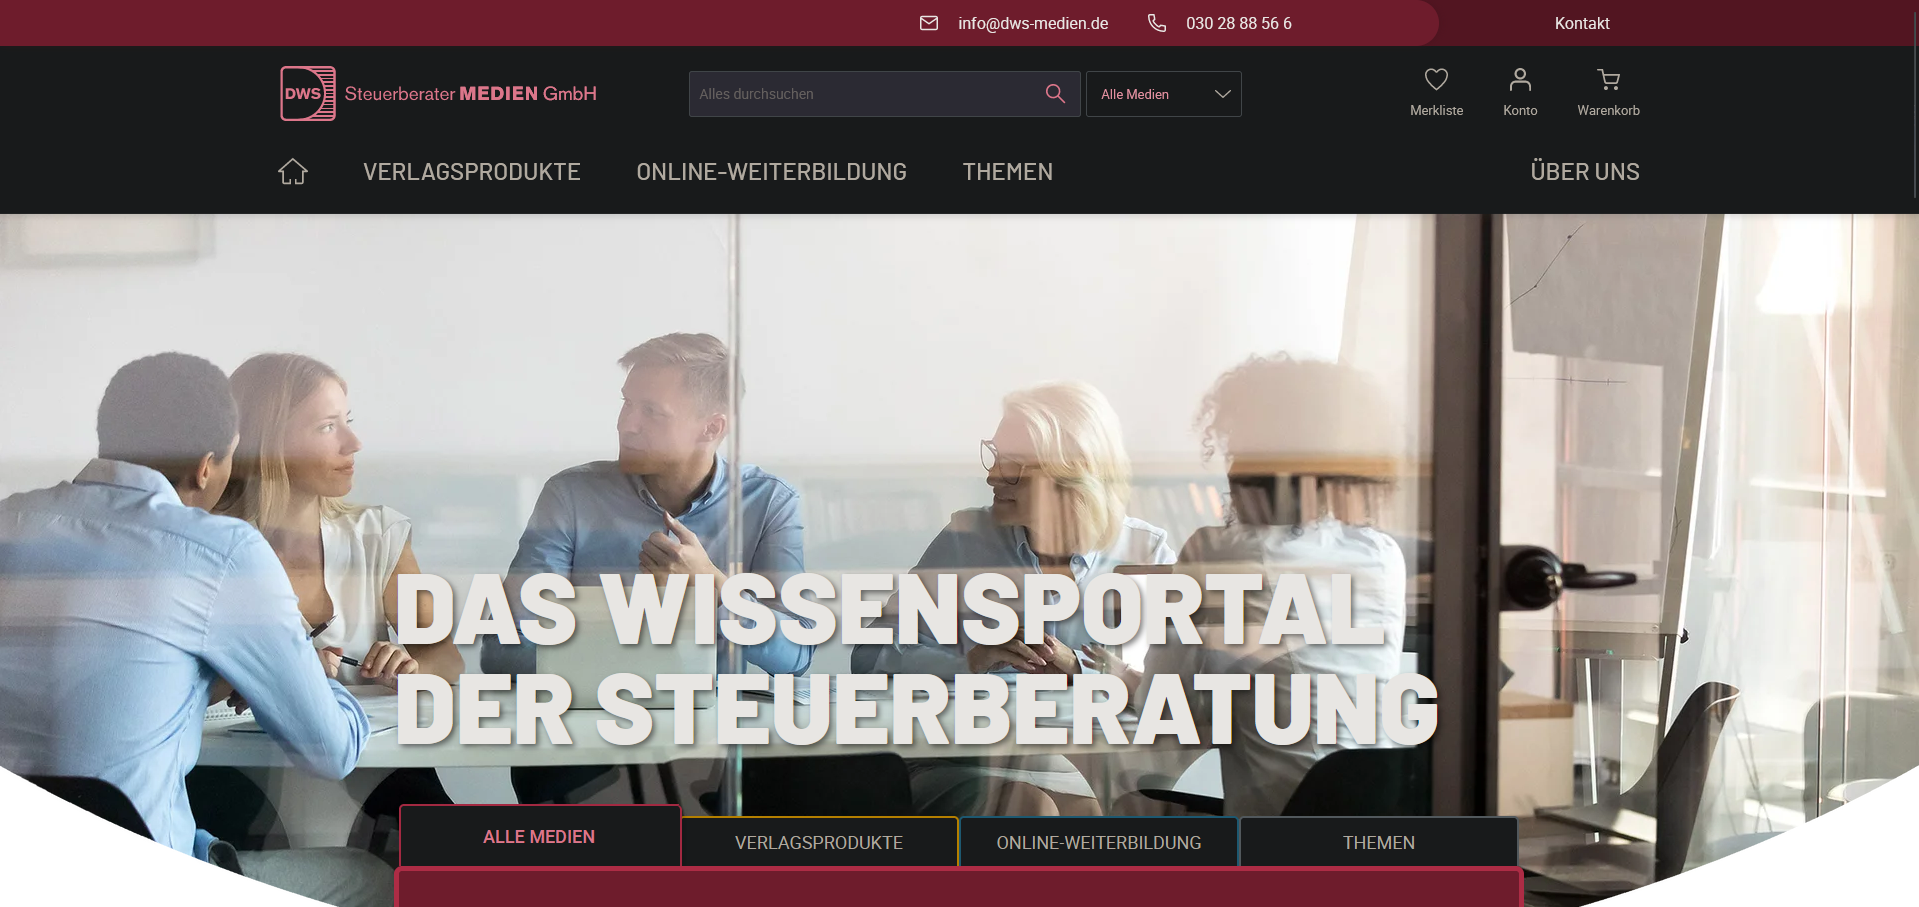 info@dws-medien.de
030 28 88 56 6
Kontakt
DWS Steuerberater MEDIEN GmbH
Alles durchsuchen
Alle Medien
Merkliste
Konto
Warenkorb
VERLAGSPRODUKTE
ONLINE-WEITERBILDUNG
THEMEN
ÜBER UNS
DAS WISSENSPORTAL
DER STEUERBERATUNG
ALLE MEDIEN
VERLAGSPRODUKTE
ONLINE-WEITERBILDUNG
THEMEN